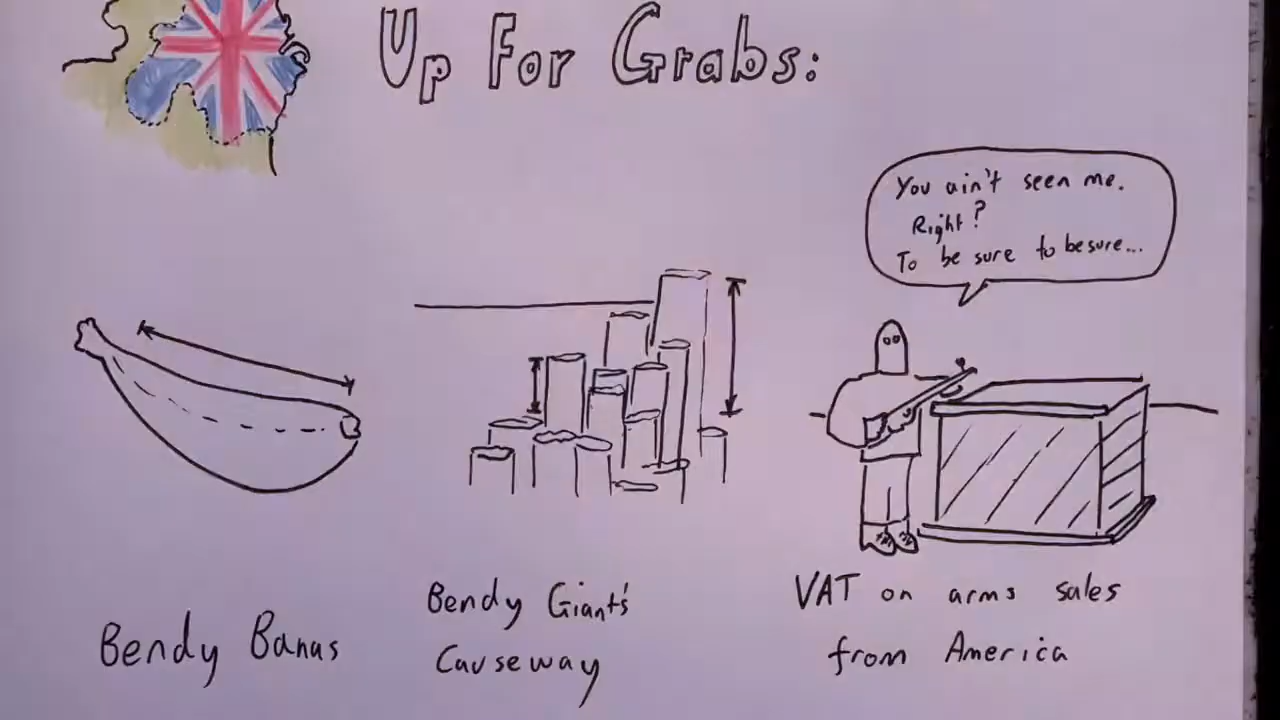 Up For Grabs:
You ain't seen me.
Right?
To be sure to be sure...
Bendy Banas
Bendy Giant's
Causeway
VAT on arms sales
from America